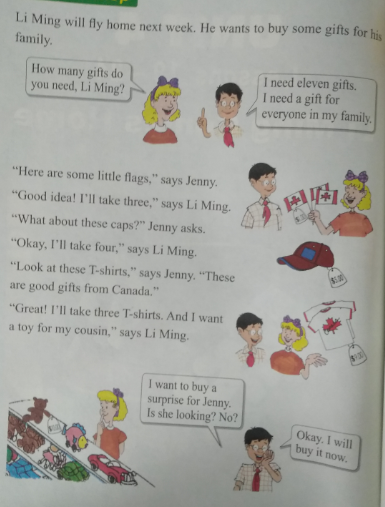 Li Ming will fly home next week. He wants to buy some gifts for his
family.
How many gifts do
you need, Li Ming?
I need eleven gifts.
I need a gift for
everyone in my family.
“Here are some little flags,” says Jenny.
“Good idea! I’ll take three,” says Li Ming.
“What about these caps?” Jenny asks.
“Okay, I’ll take four,” says Li Ming.
“Look at these T-shirts,” says Jenny. “These
are good gifts from Canada.”
“Great! I’ll take three T-shirts. And I want
a toy for my cousin,” says Li Ming.
I want to buy a
surprise for Jenny.
Is she looking? No?
Okay. I will
buy it now.